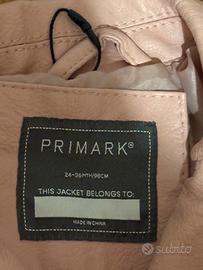 PRIMARK®
24-36MTH/98CM
THIS JACKET BELONGS TO:
MADE IN CHINA
subito